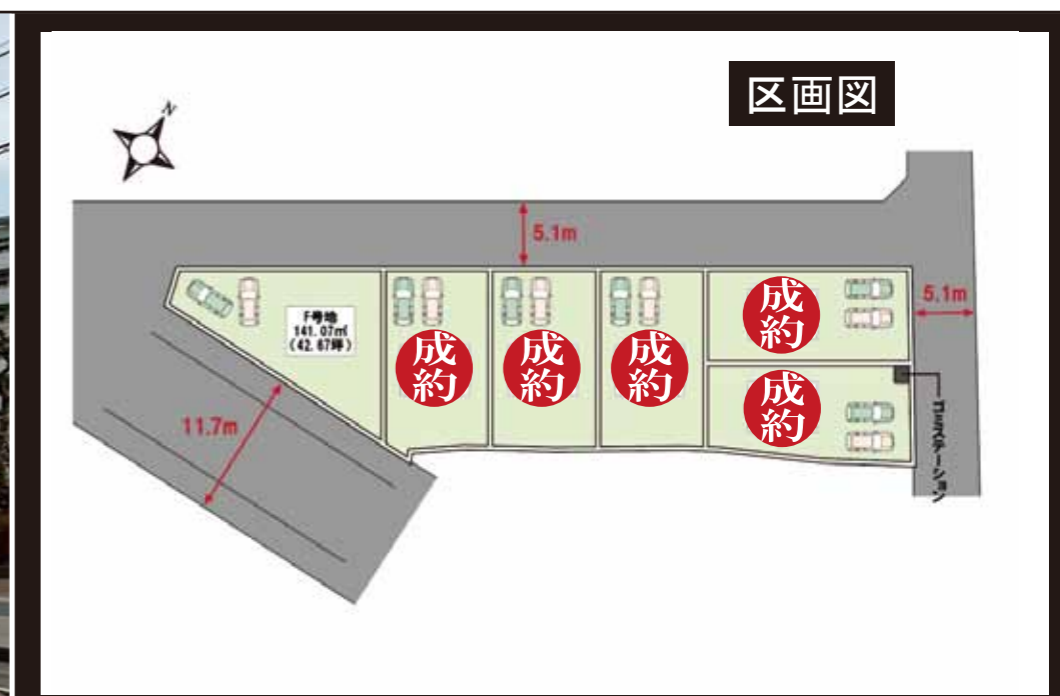 区画図
N
5.1m
F号地
141.07㎡
(42.67坪)
成約
成約
成約
成約
成約
5.1m
11.7m
ゴミステーション